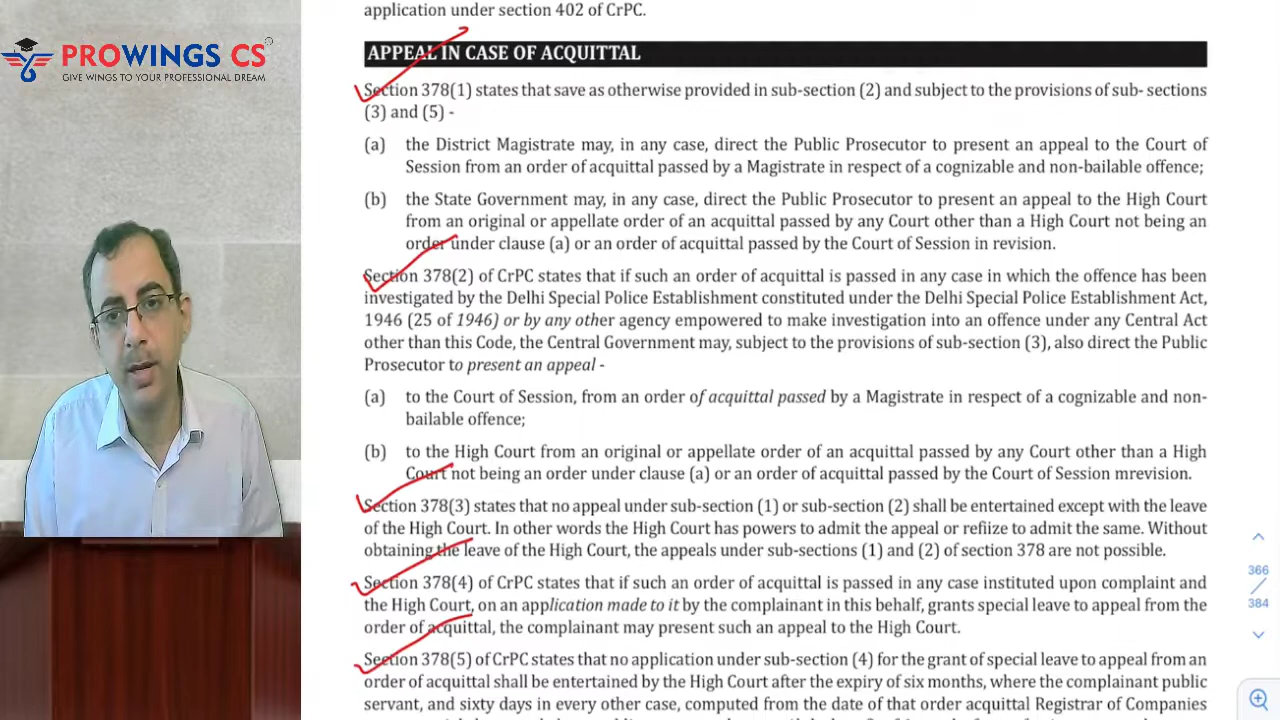 PROWINGS CS
GIVE WINGS TO YOUR PROFESSIONAL DREAM
application under section 402 of CrPC.
APPEAL IN CASE OF ACQUITTAL
Section 378(1) states that save as otherwise provided in sub-section (2) and subject to the provisions of sub- sections
(3) and (5) -
(a) the District Magistrate may, in any case, direct the Public Prosecutor to present an appeal to the Court of
Session from an order of acquittal passed by a Magistrate in respect of a cognizable and non-bailable offence;
(b) the State Government may, in any case, direct the Public Prosecutor to present an appeal to the High Court
from an original or appellate order of an acquittal passed by any Court other than a High Court not being an
order under clause (a) or an order of acquittal passed by the Court of Session in revision.
Section 378(2) of CrPC states that if such an order of acquittal is passed in any case in which the offence has been
investigated by the Delhi Special Police Establishment constituted under the Delhi Special Police Establishment Act,
1946 (25 of 1946) or by any other agency empowered to make investigation into an offence under any Central Act
other than this Code, the Central Government may, subject to the provisions of sub-section (3), also direct the Public
Prosecutor to present an appeal -
(a) to the Court of Session, from an order of acquittal passed by a Magistrate in respect of a cognizable and non-
bailable offence;
(b) to the High Court from an original or appellate order of an acquittal passed by any Court other than a High
Court not being an order under clause (a) or an order of acquittal passed by the Court of Session mrevision.
Section 378(3) states that no appeal under sub-section (1) or sub-section (2) shall be entertained except with the leave
of the High Court. In other words the High Court has powers to admit the appeal or refiize to admit the same. Without
obtaining the leave of the High Court, the appeals under sub-sections (1) and (2) of section 378 are not possible.
Section 378(4) of CrPC states that if such an order of acquittal is passed in any case instituted upon complaint and
the High Court, on an application made to it by the complainant in this behalf, grants special leave to appeal from the
order of acquittal, the complainant may present such an appeal to the High Court.
Section 378(5) of CrPC states that no application under sub-section (4) for the grant of special leave to appeal from an
order of acquittal shall be entertained by the High Court after the expiry of six months, where the complainant public
servant, and sixty days in every other case, computed from the date of that order acquittal Registrar of Companies
366
384